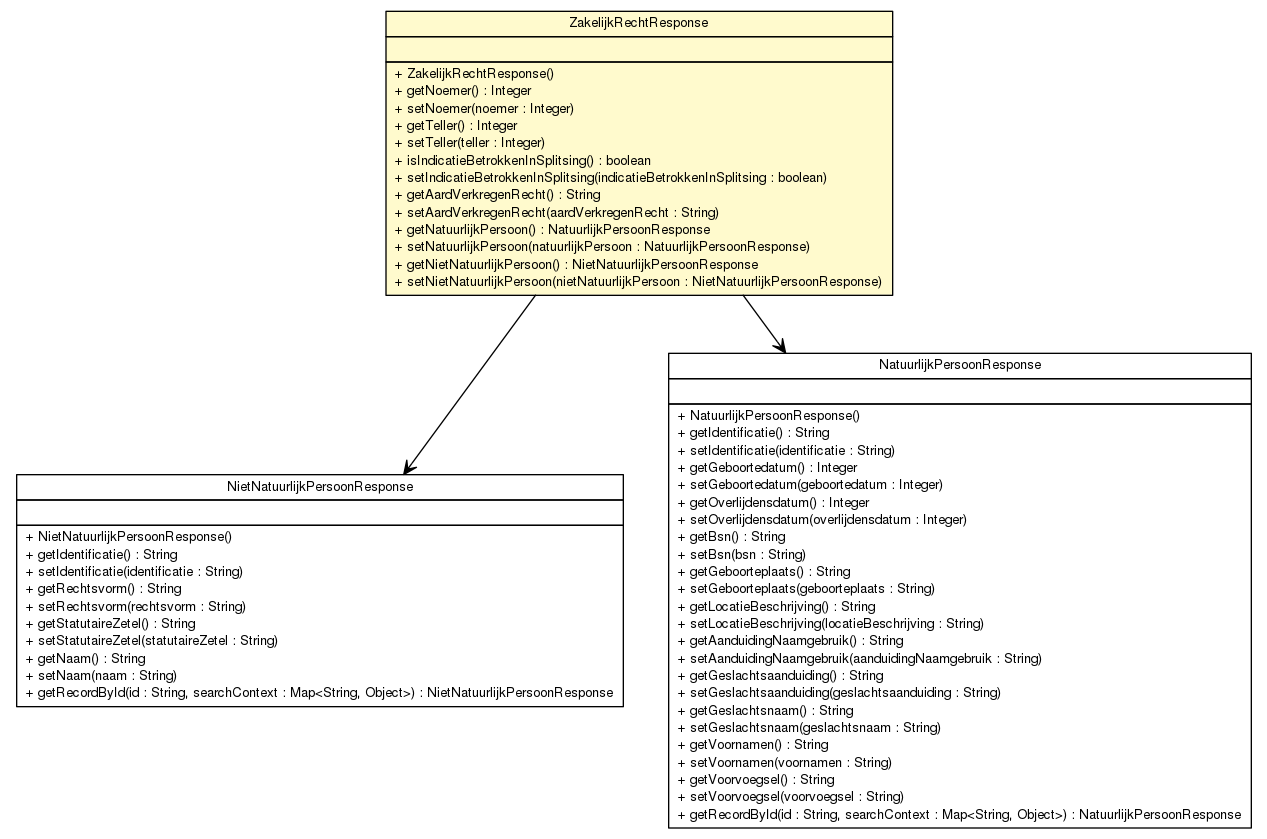 ZakelijkRechtResponse
+ ZakelijkRechtResponse()
+ getNoemer() : Integer
+ setNoemer(noemer : Integer)
+ getTeller() : Integer
+ setTeller(teller : Integer)
+ isIndicatieBetrokkenInSplitsing() : boolean
+ setIndicatieBetrokkenInSplitsing(indicatieBetrokkenInSplitsing : boolean)
+ getAardVerkregenRecht() : String
+ setAardVerkregenRecht(aardVerkregenRecht : String)
+ getNatuurlijkPersoon() : NatuurlijkPersoonResponse
+ setNatuurlijkPersoon(natuurlijkPersoon : NatuurlijkPersoonResponse)
+ getNietNatuurlijkPersoon() : NietNatuurlijkPersoonResponse
+ setNietNatuurlijkPersoon(nietNatuurlijkPersoon : NietNatuurlijkPersoonResponse)
NietNatuurlijkPersoonResponse
+ NietNatuurlijkPersoonResponse()
+ getIdentificatie() : String
+ setIdentificatie(identificatie : String)
+ getRechtsvorm() : String
+ setRechtsvorm(rechtsvorm : String)
+ getStatutaireZetel() : String
+ setStatutaireZetel(statutaireZetel : String)
+ getNaam() : String
+ setNaam(naam : String)
+ getRecordById(id : String, searchContext : Map<String, Object>) : NietNatuurlijkPersoonResponse
NatuurlijkPersoonResponse
+ NatuurlijkPersoonResponse()
+ getIdentificatie() : String
+ setIdentificatie(identificatie : String)
+ getGeboortedatum() : Integer
+ setGeboortedatum(geboortedatum : Integer)
+ getOverlijdensdatum() : Integer
+ setOverlijdensdatum(overlijdensdatum : Integer)
+ getBsn() : String
+ setBsn(bsn : String)
+ getGeboorteplaats() : String
+ setGeboorteplaats(geboorteplaats : String)
+ getLocatieBeschrijving() : String
+ setLocatieBeschrijving(locatieBeschrijving : String)
+ getAanduidingNaamgebruik() : String
+ setAanduidingNaamgebruik(aanduidingNaamgebruik : String)
+ getGeslachtsaanduiding() : String
+ setGeslachtsaanduiding(geslachtsaanduiding : String)
+ getGeslachtsnaam() : String
+ setGeslachtsnaam(geslachtsnaam : String)
+ getVoornamen() : String
+ setVoornamen(voornamen : String)
+ getVoorvoegsel() : String
+ setVoorvoegsel(voorvoegsel : String)
+ getRecordById(id : String, searchContext : Map<String, Object>) : NatuurlijkPersoonResponse